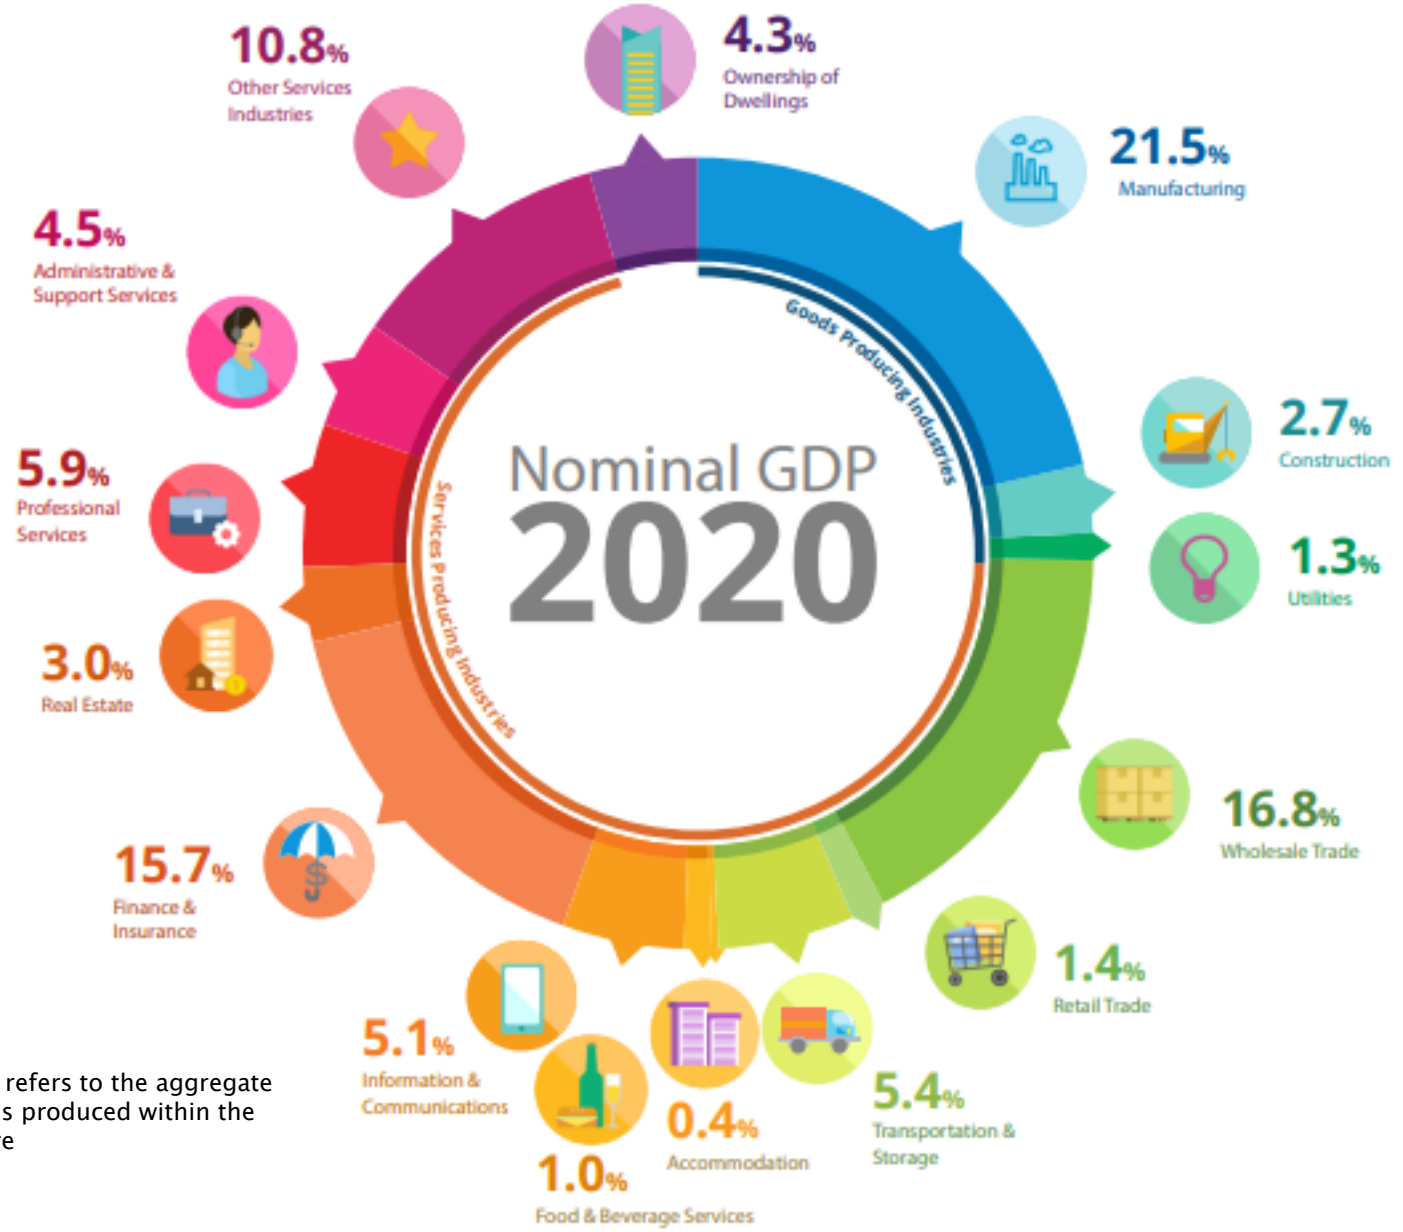 10.8%
Other Services
Industries
4.3%
Ownership of
Dwellings
21.5%
Manufacturing
4.5%
Administrative &
Support Services
Goods Producing Industries
2.7%
Construction
5.9%
Professional
Services
Nominal GDP
2020
1.3%
Utilities
Services Producing Industries
3.0%
Real Estate
16.8%
Wholesale Trade
15.7%
Finance &
Insurance
1.4%
Retail Trade
5.1%
Information &
Communications
5.4%
Transportation &
Storage
0.4%
Accommodation
1.0%
Food & Beverage Services
refers to the aggregate
s produced within the
e